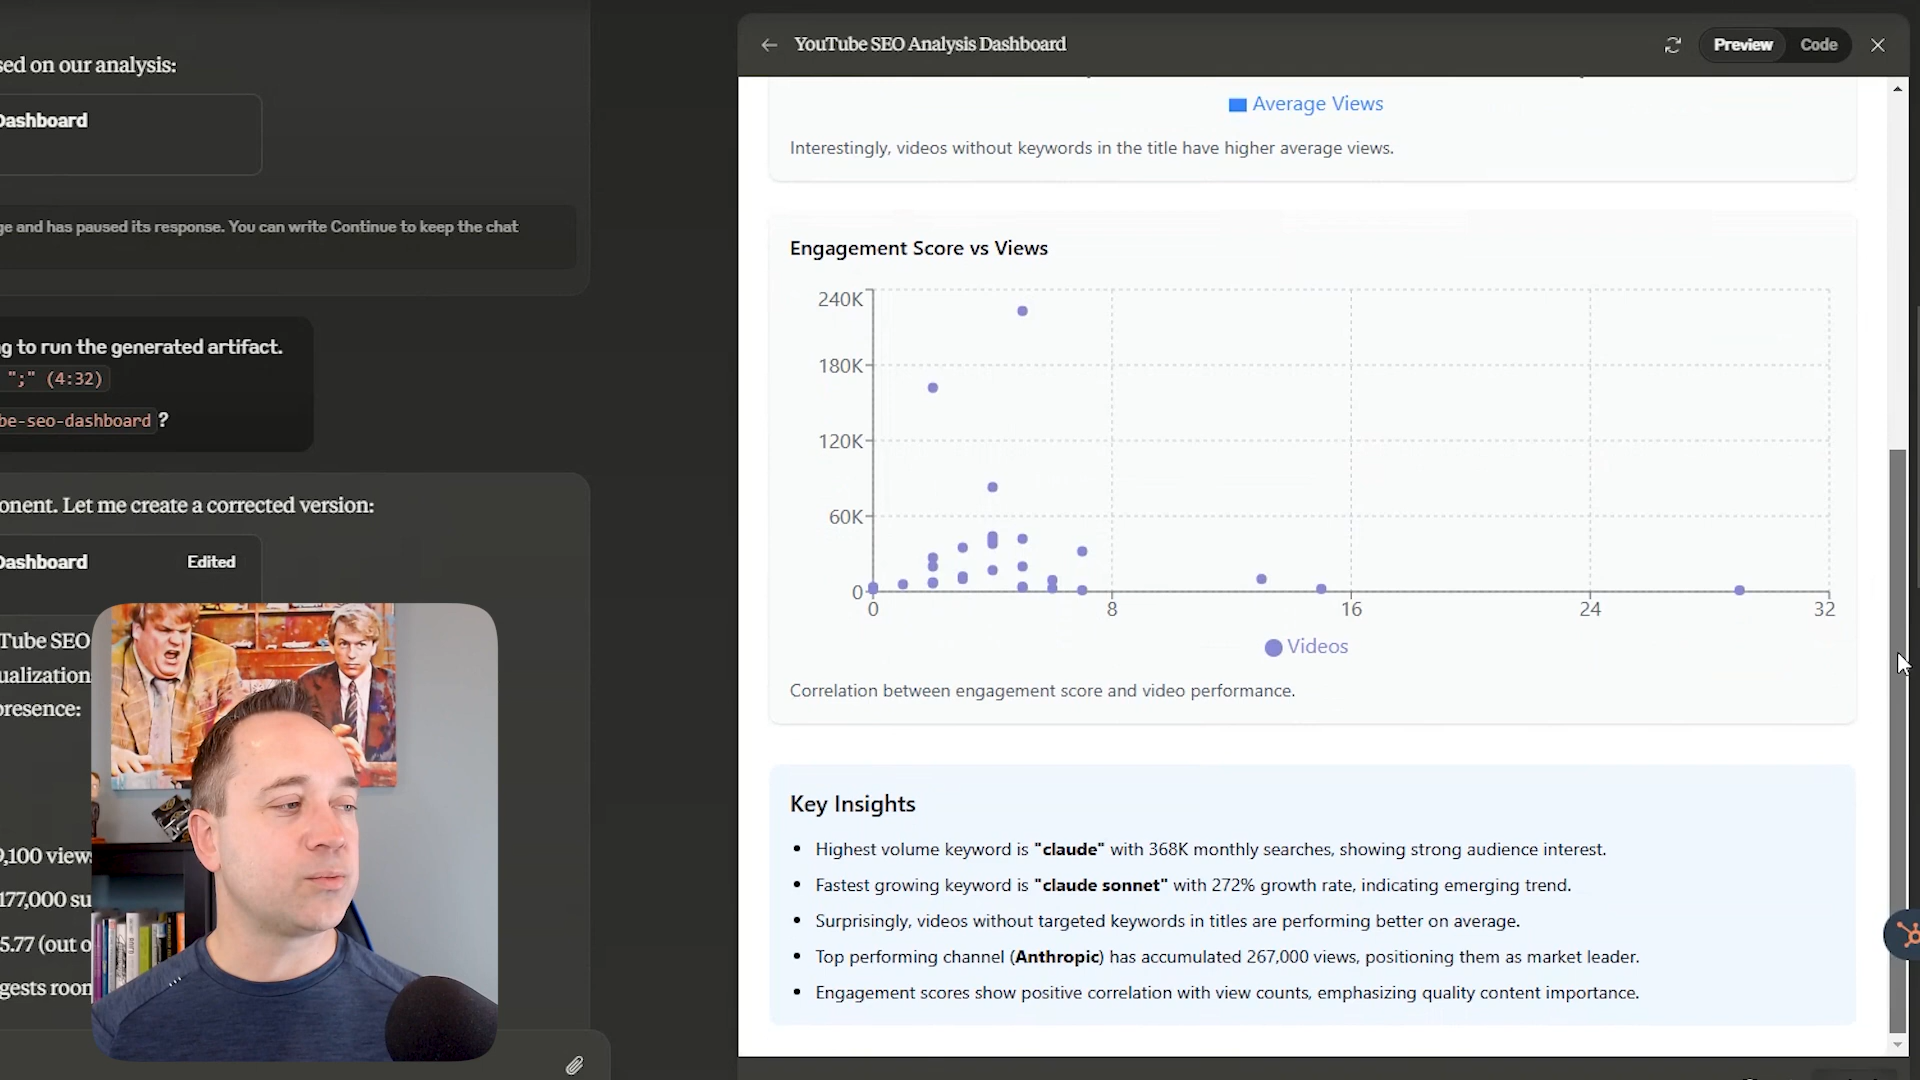 sed on our analysis:
Dashboard
ge and has paused its response. You can write Continue to keep the chat
g to run the generated artifact.
";" (4:32)
be-seo-dashboard ?
onent. Let me create a corrected version:
Dashboard
Edited
Tube SEO
ualization
presence:
9,100 views
177,000 su
5.77 (out o
gests room
YouTube SEO Analysis Dashboard
Preview
Code
Average Views
Interestingly, videos without keywords in the title have higher average views.
Engagement Score vs Views
240K
180K
120K
60K
0
0 8 16 24 32
Videos
Correlation between engagement score and video performance.
Key Insights
• Highest volume keyword is "claude" with 368K monthly searches, showing strong audience interest.
• Fastest growing keyword is "claude sonnet" with 272% growth rate, indicating emerging trend.
• Surprisingly, videos without targeted keywords in titles are performing better on average.
• Top performing channel (Anthropic) has accumulated 267,000 views, positioning them as market leader.
• Engagement scores show positive correlation with view counts, emphasizing quality content importance.